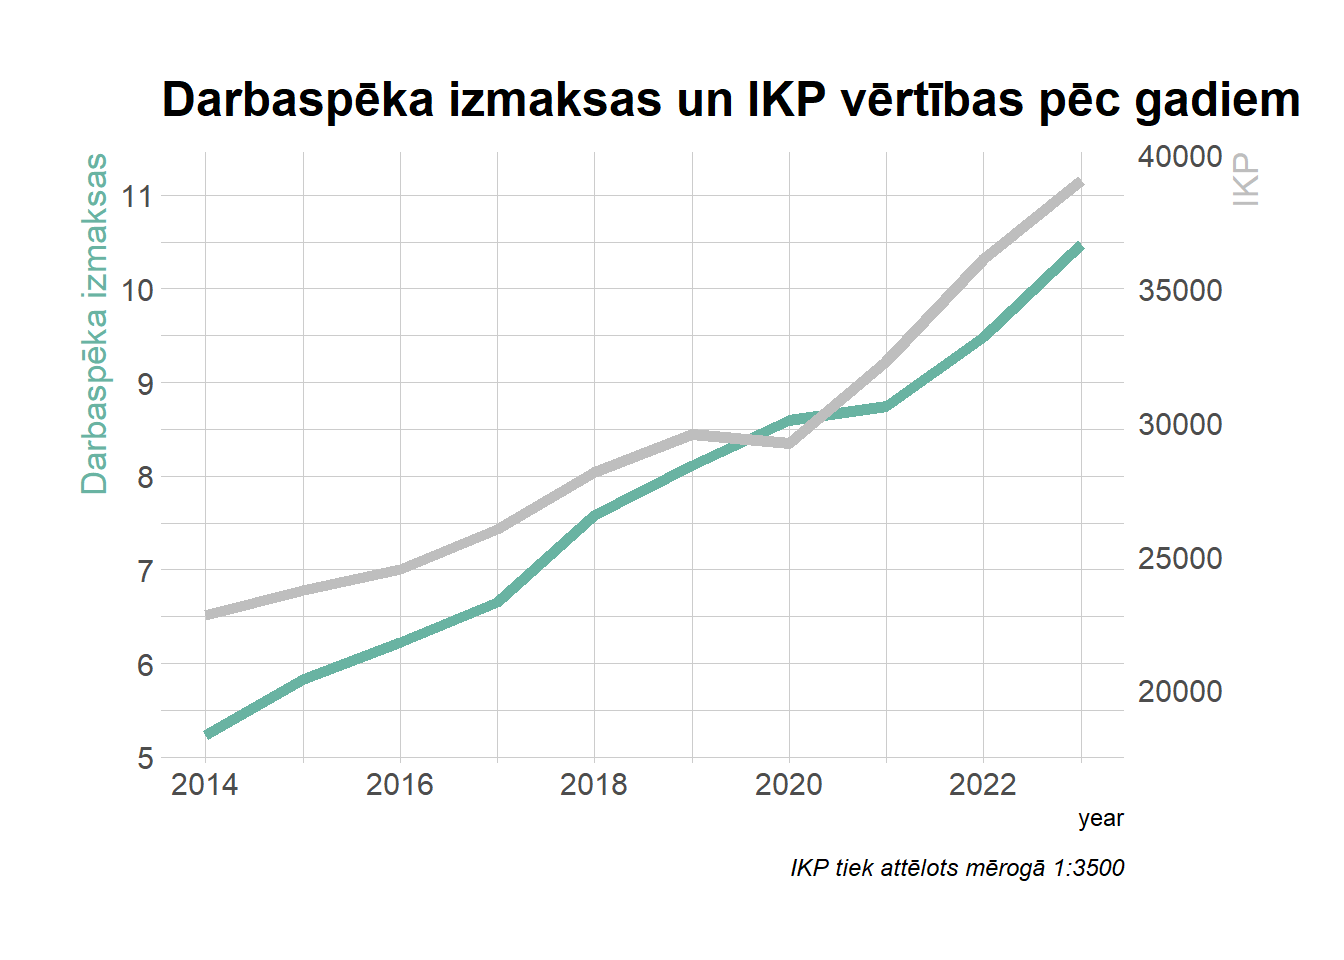 Darbaspēka izmaksas un IKP vērtības pēc gadiem
Darbaspēka izmaksas
11
10
9
8
7
6
5
40000
35000
30000
25000
20000
IKP
2014 2016 2018 2020 2022
year
IKP tiek attēlots mērogā 1:3500